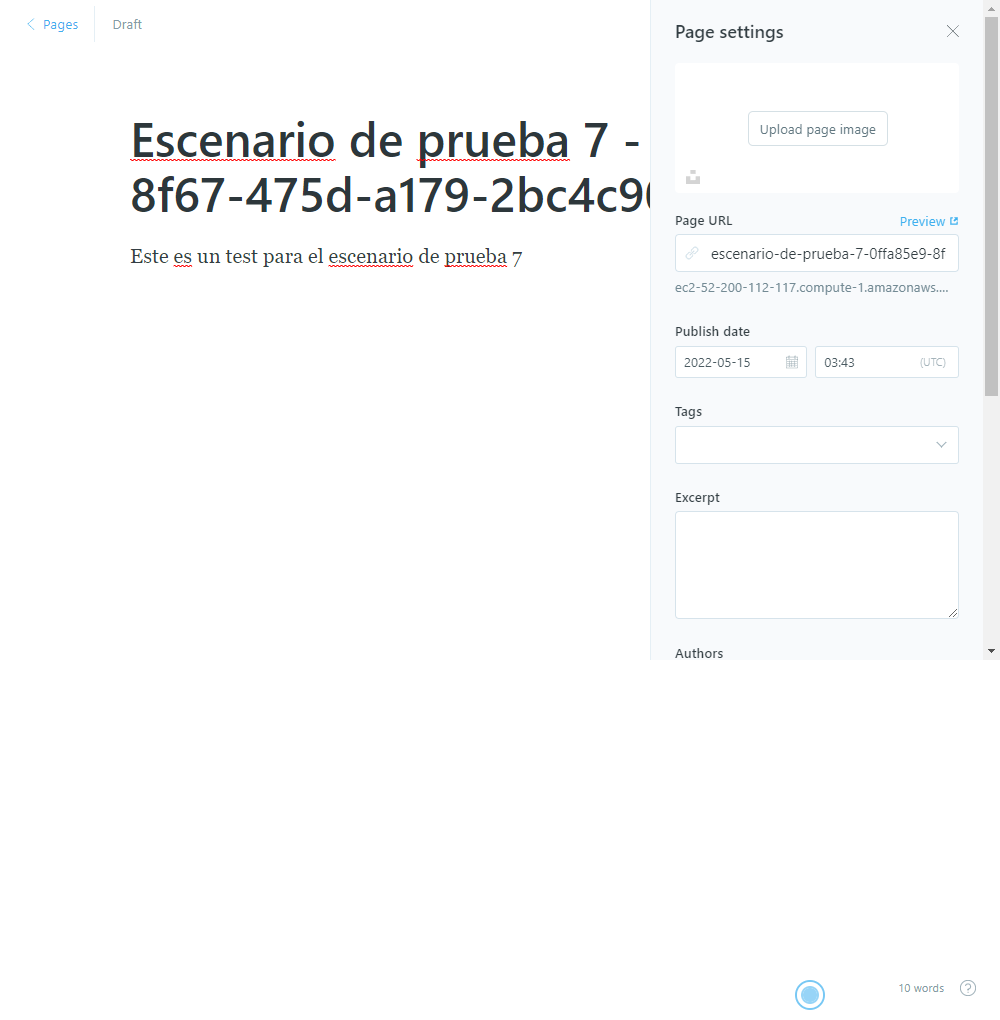 Pages
Draft
Escenario de prueba 7 -
8f67-475d-a179-2bc4c9
Este es un test para el escenario de prueba 7
Page settings
Upload page image
Page URL
Preview
escenario-de-prueba-7-0ffa85e9-8f
ec2-52-200-112-117.compute-1.amazonaws....
Publish date
2022-05-15
03:43
(UTC)
Tags
Excerpt
Authors
10 words
?